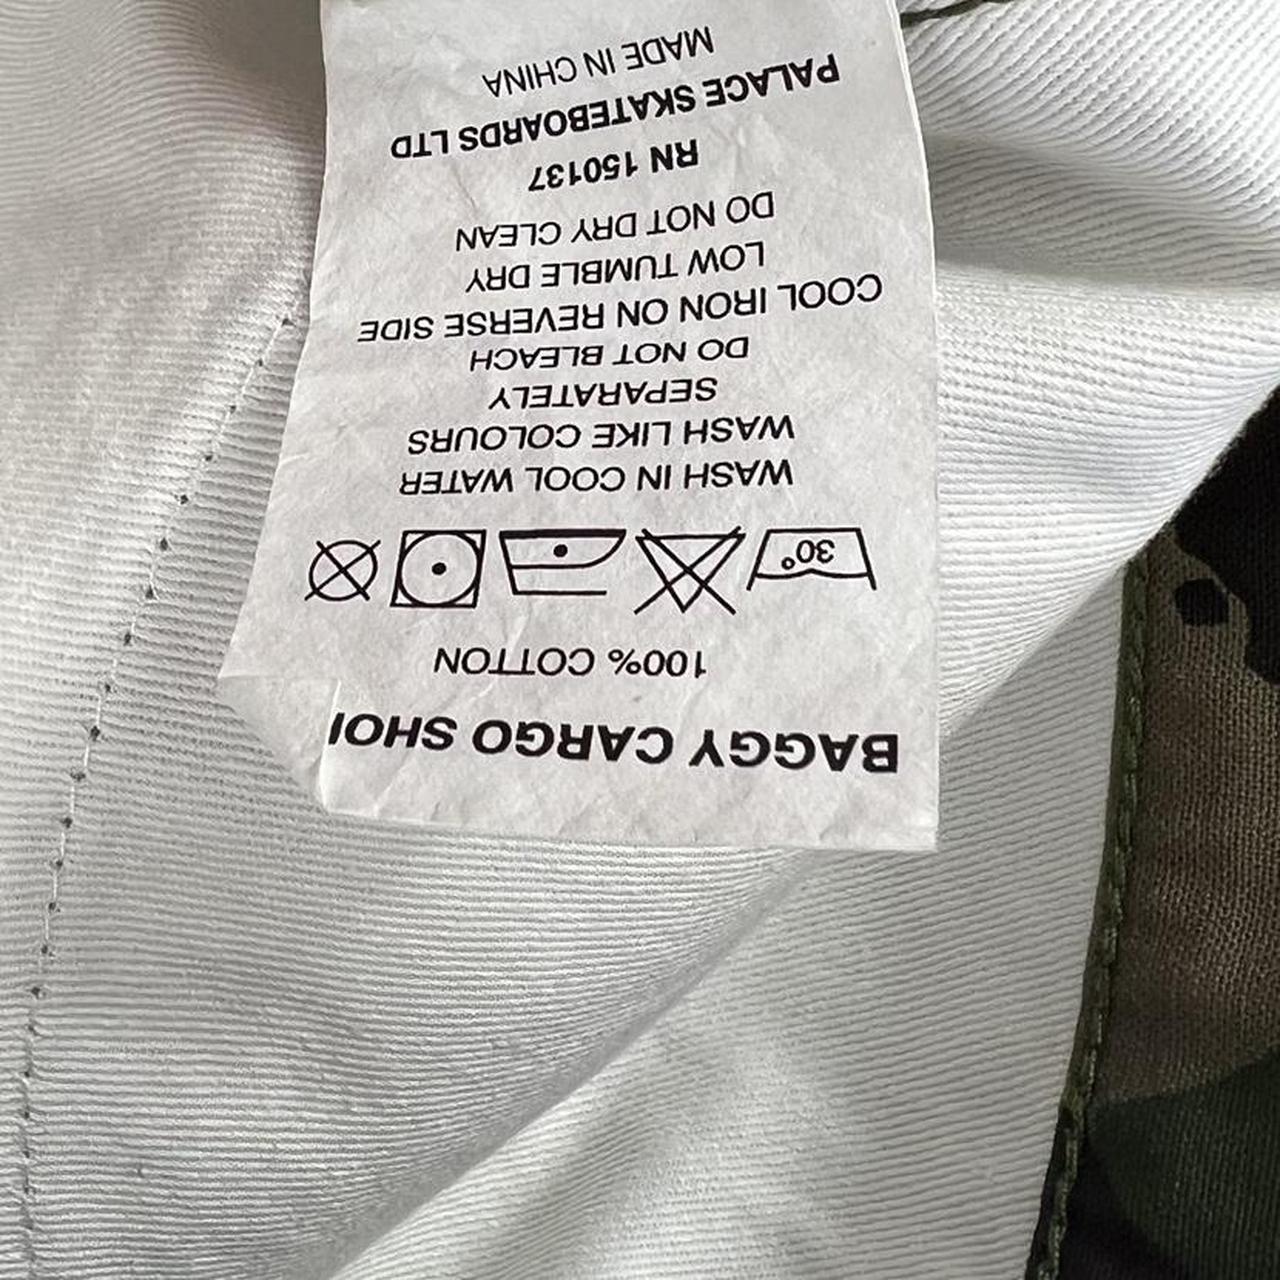 BAGGY CARGO
100% COTTON
30°
WASH IN COOL WATER
WASH LIKE COLOURS
SEPARATELY
DO NOT BLEACH
COOL IRON ON REVERSE SIDE
LOW TUMBLE DRY
DO NOT DRY CLEAN
RN 150137
PALACE SKATEBOARDS LTD
MADE IN CHINA